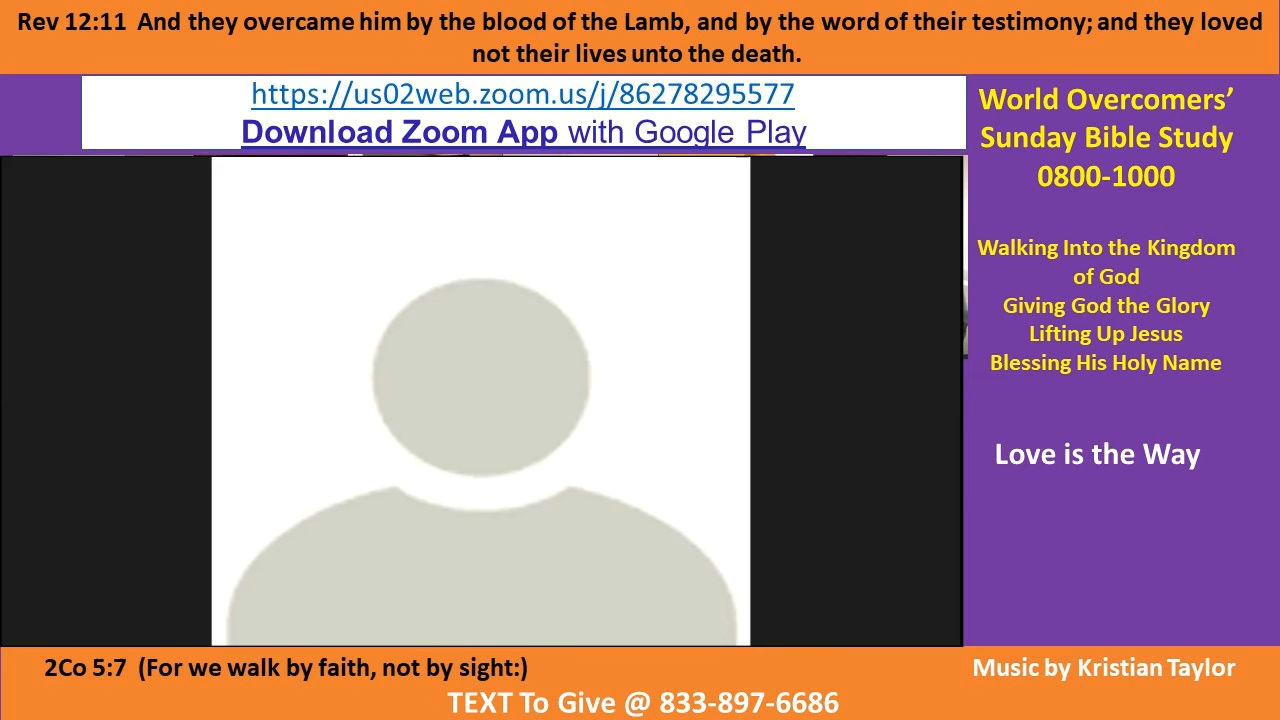 Rev 12:11 And they overcame him by the blood of the Lamb, and by the word of their testimony; and they loved
not their lives unto the death.
https://us02web.zoom.us/j/86278295577
Download Zoom App with Google Play
World Overcomers’
Sunday Bible Study
0800-1000
Walking Into the Kingdom
of God
Giving God the Glory
Lifting Up Jesus
Blessing His Holy Name
Love is the Way
2Co 5:7 (For we walk by faith, not by sight:)
Music by Kristian Taylor
TEXT To Give @ 833-897-6686